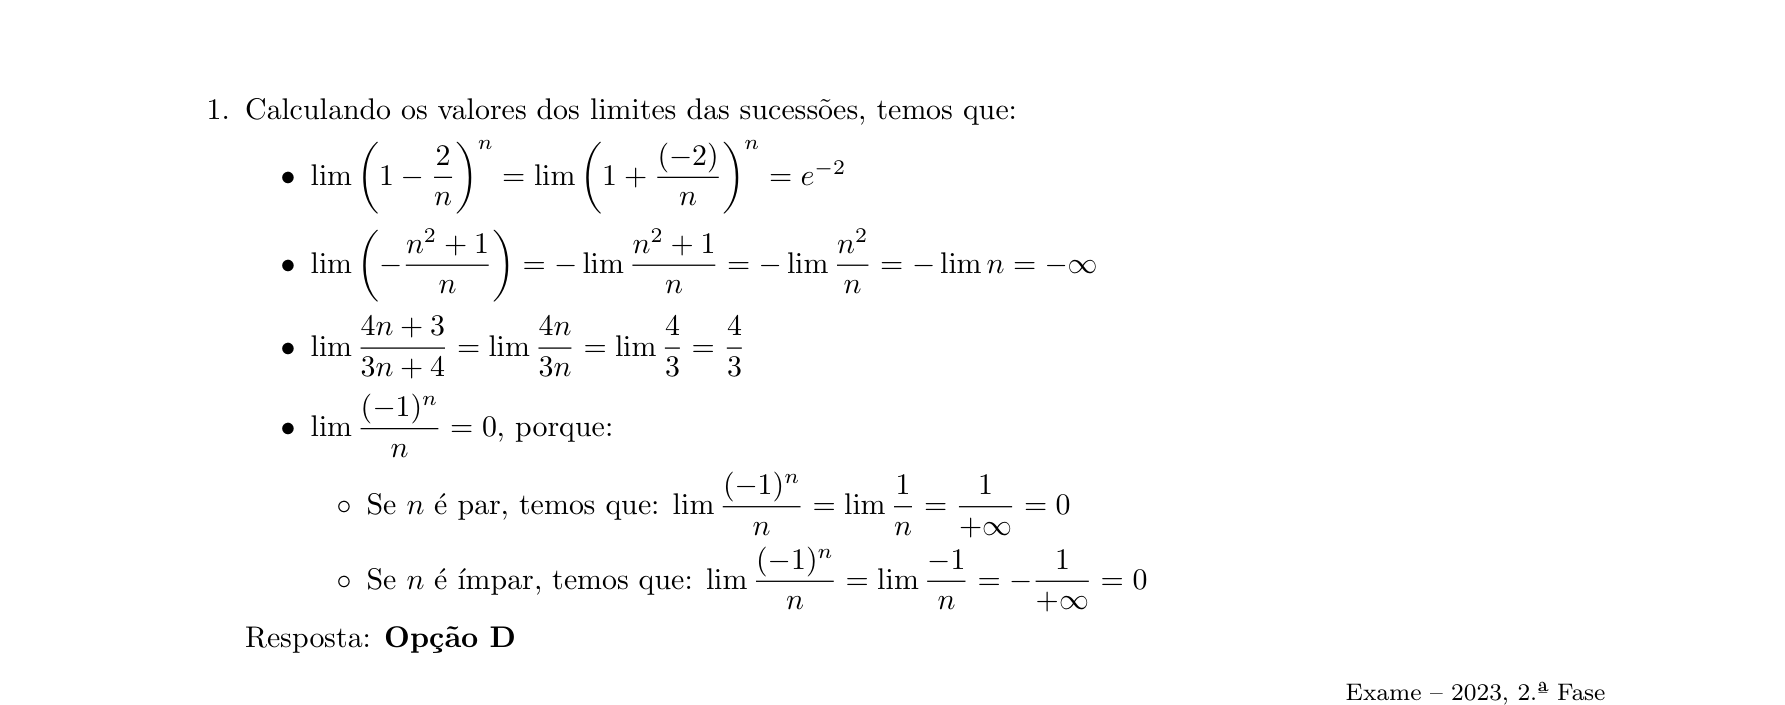 1. Calculando os valores dos limites das sucessões, temos que:
• $\lim \left(1 - \frac{2}{n}\right)^n = \lim \left(1 + \frac{(-2)}{n}\right)^n = e^{-2}$
• $\lim \left(-\frac{n^2+1}{n}\right) = -\lim \frac{n^2+1}{n} = -\lim \frac{n^2}{n} = -\lim n = -\infty$
• $\lim \frac{4n+3}{3n+4} = \lim \frac{4n}{3n} = \lim \frac{4}{3} = \frac{4}{3}$
• $\lim \frac{(-1)^n}{n} = 0$, porque:
◦ Se $n$ é par, temos que: $\lim \frac{(-1)^n}{n} = \lim \frac{1}{n} = \frac{1}{+\infty} = 0$
◦ Se $n$ é ímpar, temos que: $\lim \frac{(-1)^n}{n} = \lim \frac{-1}{n} = -\frac{1}{+\infty} = 0$
Resposta: Opção D
Exame – 2023, 2.ª Fase